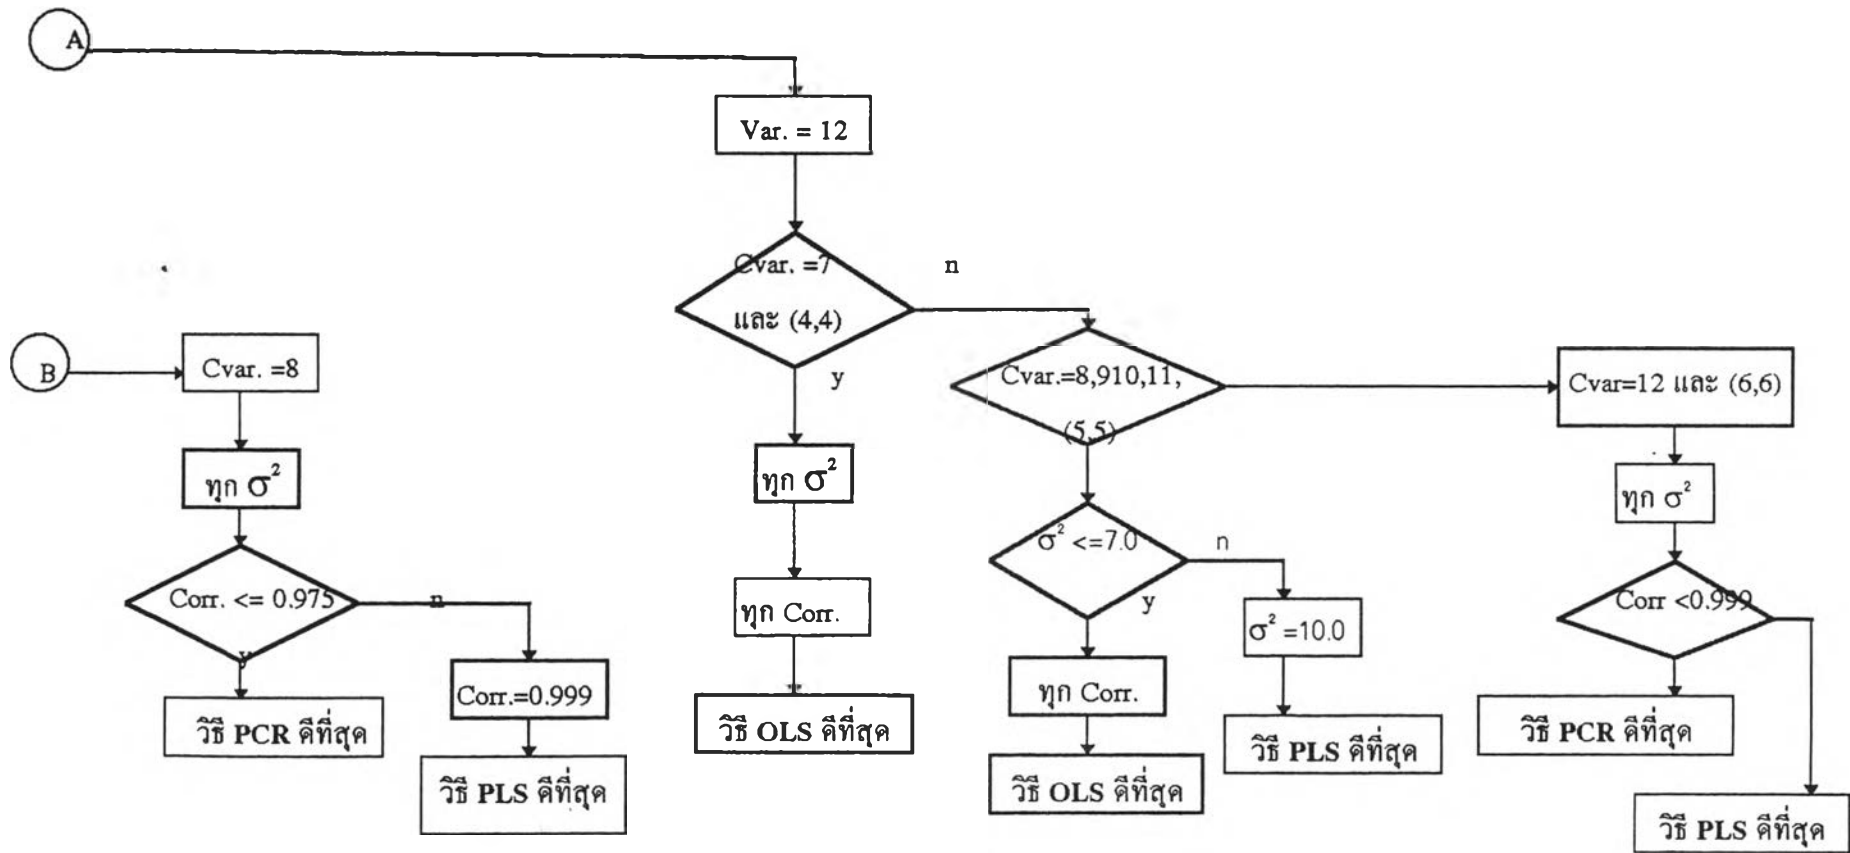 A
Var. = 12
Cvar. =7
และ (4,4)
n
y
ทุก σ²
ทุก Corr.
วิธี OLS ดีที่สุด
Cvar.=8,910,11,
(5,5)
σ² <=7.0
n
y
σ² =10.0
ทุก Corr.
วิธี OLS ดีที่สุด
วิธี PLS ดีที่สุด
Cvar=12 และ (6,6)
ทุก σ²
Corr <0.999
วิธี PCR ดีที่สุด
วิธี PLS ดีที่สุด
B
Cvar. =8
ทุก σ²
Corr. <= 0.975
n
y
Corr.=0.999
วิธี PCR ดีที่สุด
วิธี PLS ดีที่สุด